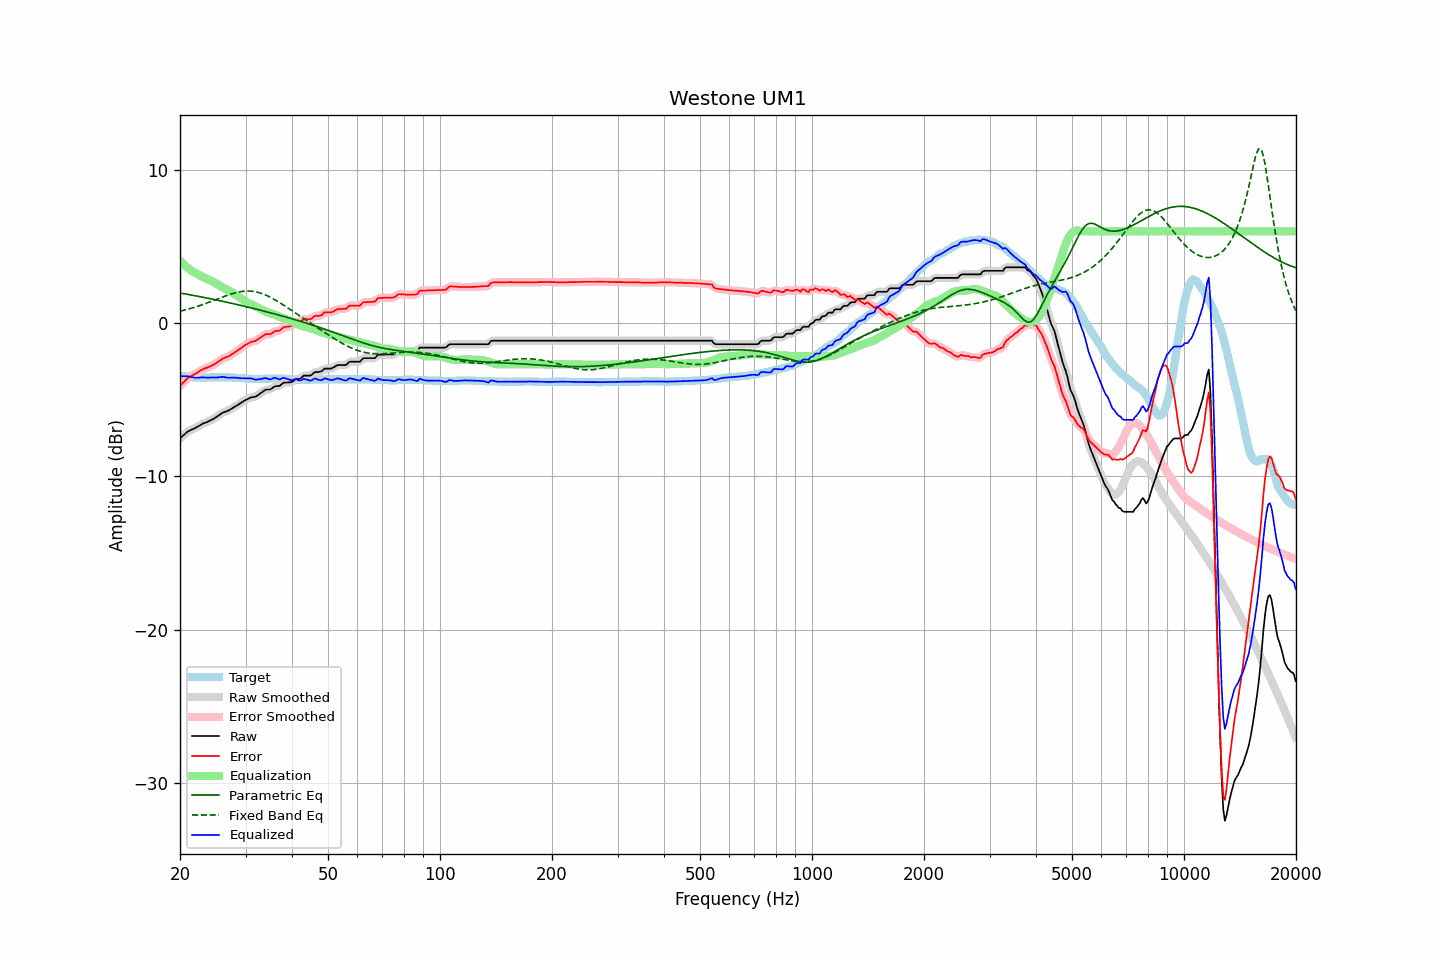 Westone UM1
Amplitude (dBr)
10
0
−10
−20
−30
Target
Raw Smoothed
Error Smoothed
Raw
Error
Equalization
Parametric Eq
Fixed Band Eq
Equalized
20 50 100 200 500 1000 2000 5000 10000 20000
Frequency (Hz)